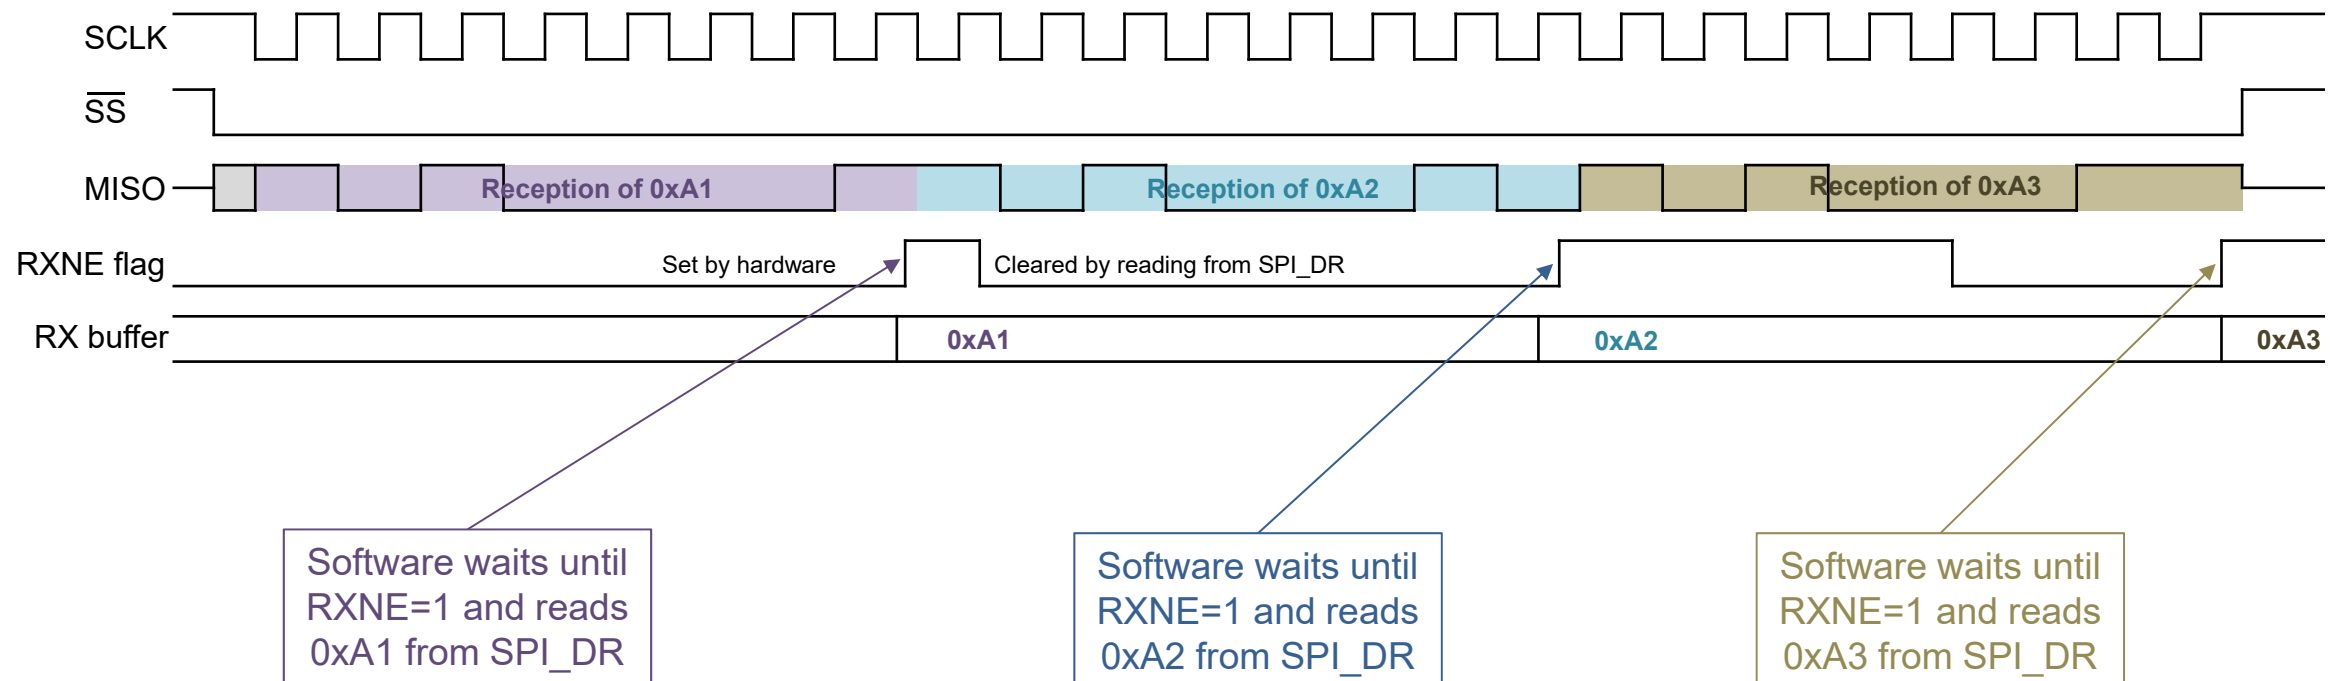 SCLK
SS
MISO
Reception of 0xA1
Reception of 0xA2
Reception of 0xA3
RXNE flag
Set by hardware
Cleared by reading from SPI_DR
RX buffer
0xA1
0xA2
0xA3
Software waits until
RXNE=1 and reads
0xA1 from SPI_DR
Software waits until
RXNE=1 and reads
0xA2 from SPI_DR
Software waits until
RXNE=1 and reads
0xA3 from SPI_DR